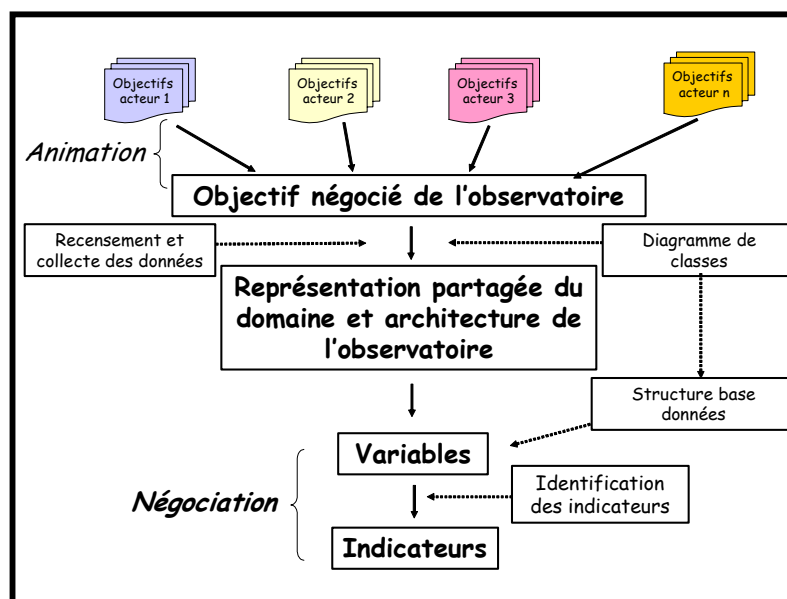 Objectifs
acteur 1
Objectifs
acteur 2
Objectifs
acteur 3
Objectifs
acteur n
Animation
Objectif négocié de l'observatoire
Recensement et
collecte des données
Diagramme de
classes
Représentation partagée du
domaine et architecture de
l'observatoire
Structure base
données
Variables
Négociation
Identification
des indicateurs
Indicateurs